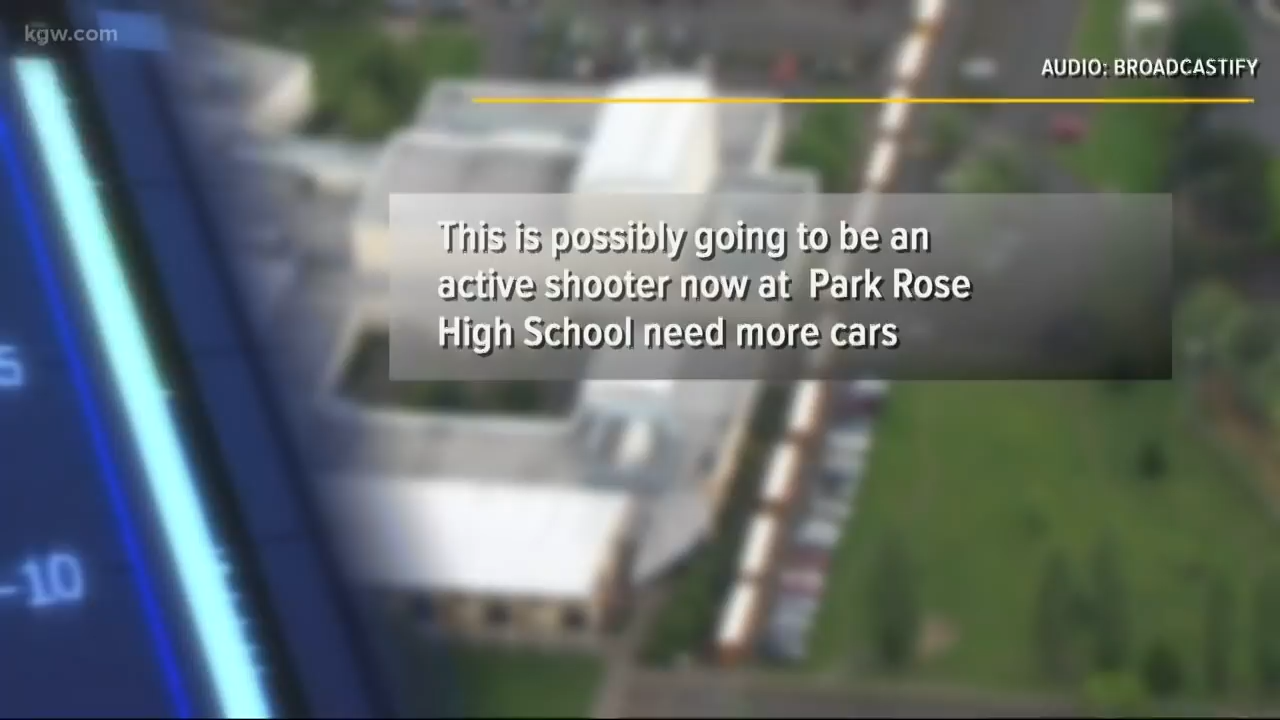 kgw.com
AUDIO: BROADCASTIFY
This is possibly going to be an
active shooter now at Park Rose
High School need more cars
5
-10